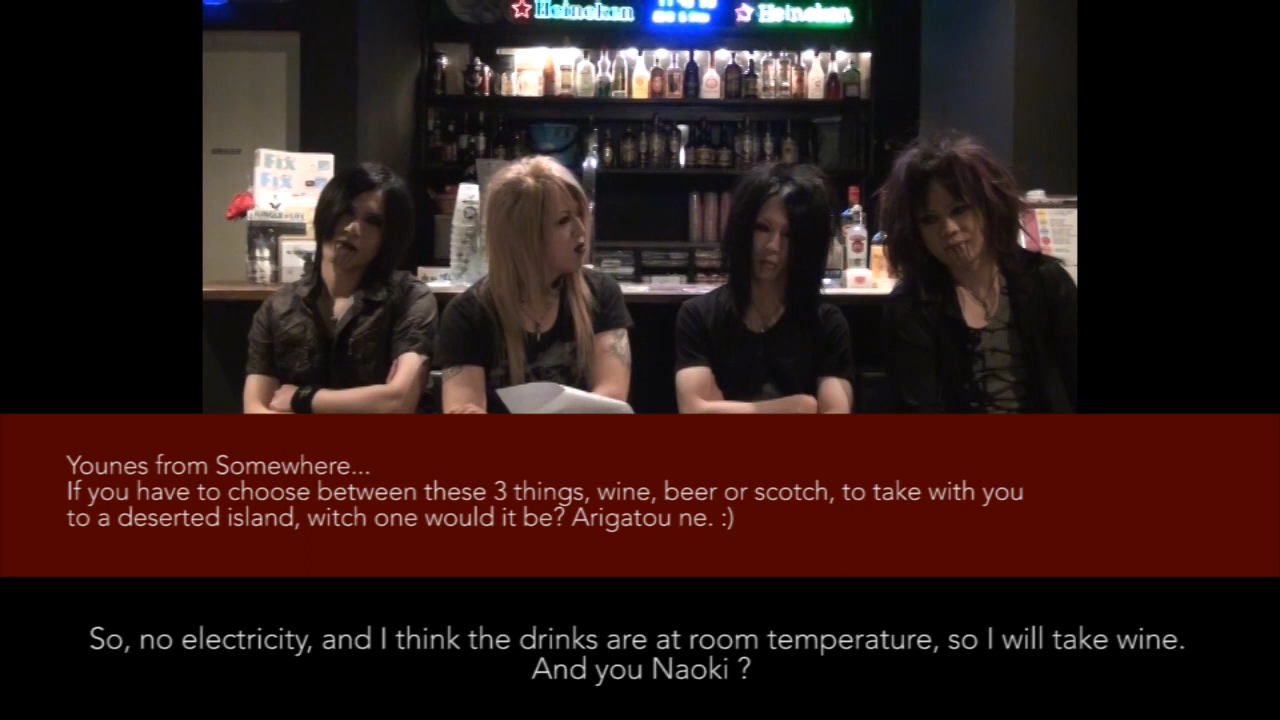 Heineken
Heineken
Fix
Fix
Younes from Somewhere...
If you have to choose between these 3 things, wine, beer or scotch, to take with you
to a deserted island, witch one would it be? Arigatou ne. :)
So, no electricity, and I think the drinks are at room temperature, so I will take wine.
And you Naoki ?